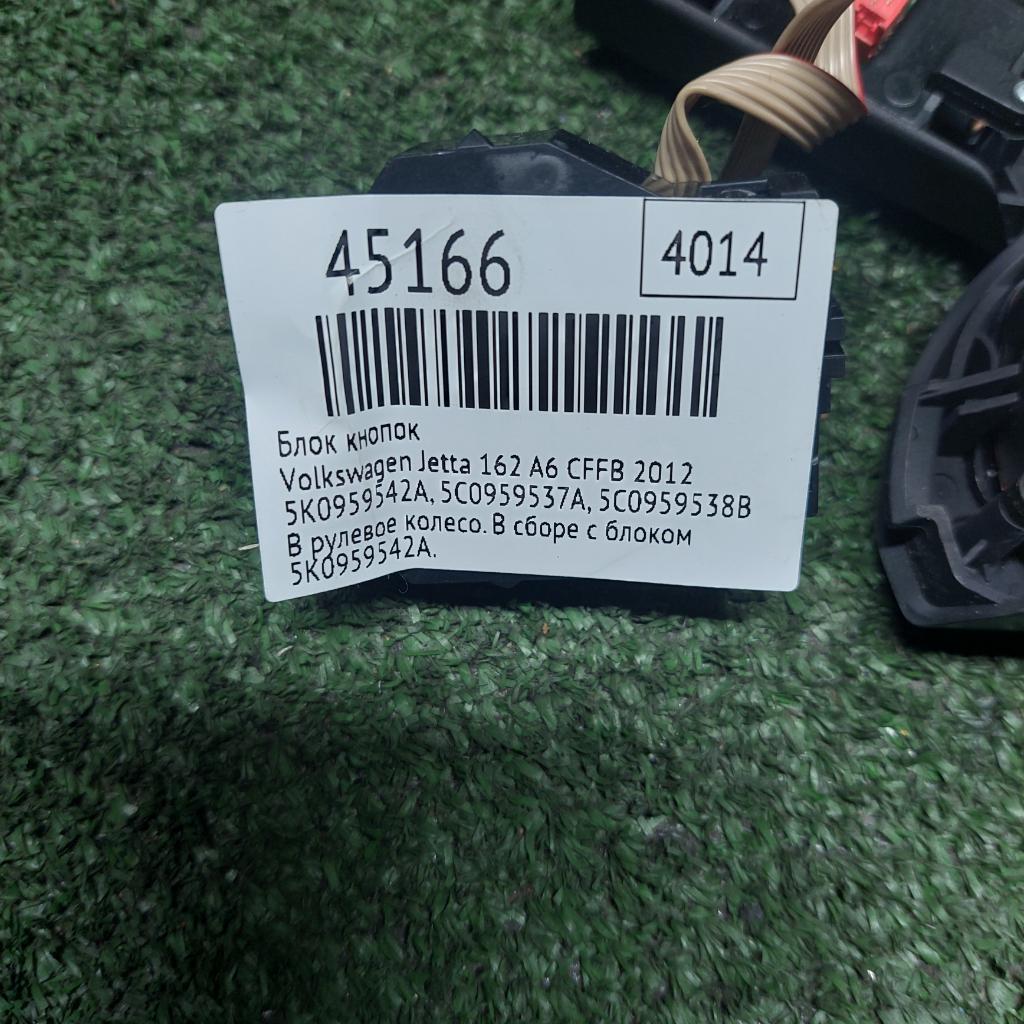 45166
4014
Блок кнопок
Volkswagen Jetta 162 A6 CFFB 2012
5K0959542A, 5C0959537A, 5C0959538B
В рулевое колесо. В сборе с блоком
5K0959542A.